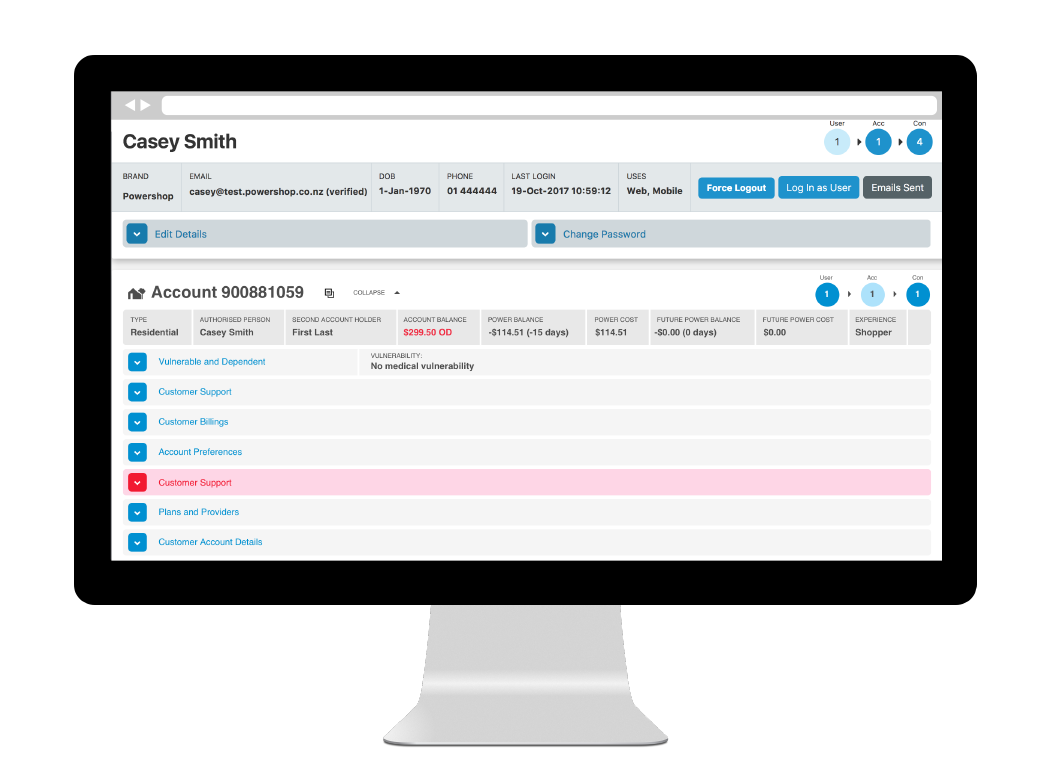 User Acc Con
Casey Smith
1 1 4
BRAND EMAIL DOB PHONE LAST LOGIN USES
Powershop casey@test.powershop.co.nz (verified) 1-Jan-1970 01 444444 19-Oct-2017 10:59:12 Web, Mobile
Force Logout Log In as User Emails Sent
Edit Details Change Password
User Acc Con
Account 900881059 COLLAPSE
1 1 1
TYPE AUTHORISED PERSON SECOND ACCOUNT HOLDER ACCOUNT BALANCE POWER BALANCE POWER COST FUTURE POWER BALANCE FUTURE POWER COST EXPERIENCE
Residential Casey Smith First Last $299.50 OD -$114.51 (-15 days) $114.51 -$0.00 (0 days) $0.00 Shopper
Vulnerable and Dependent VULNERABILITY:
No medical vulnerability
Customer Support
Customer Billings
Account Preferences
Customer Support
Plans and Providers
Customer Account Details